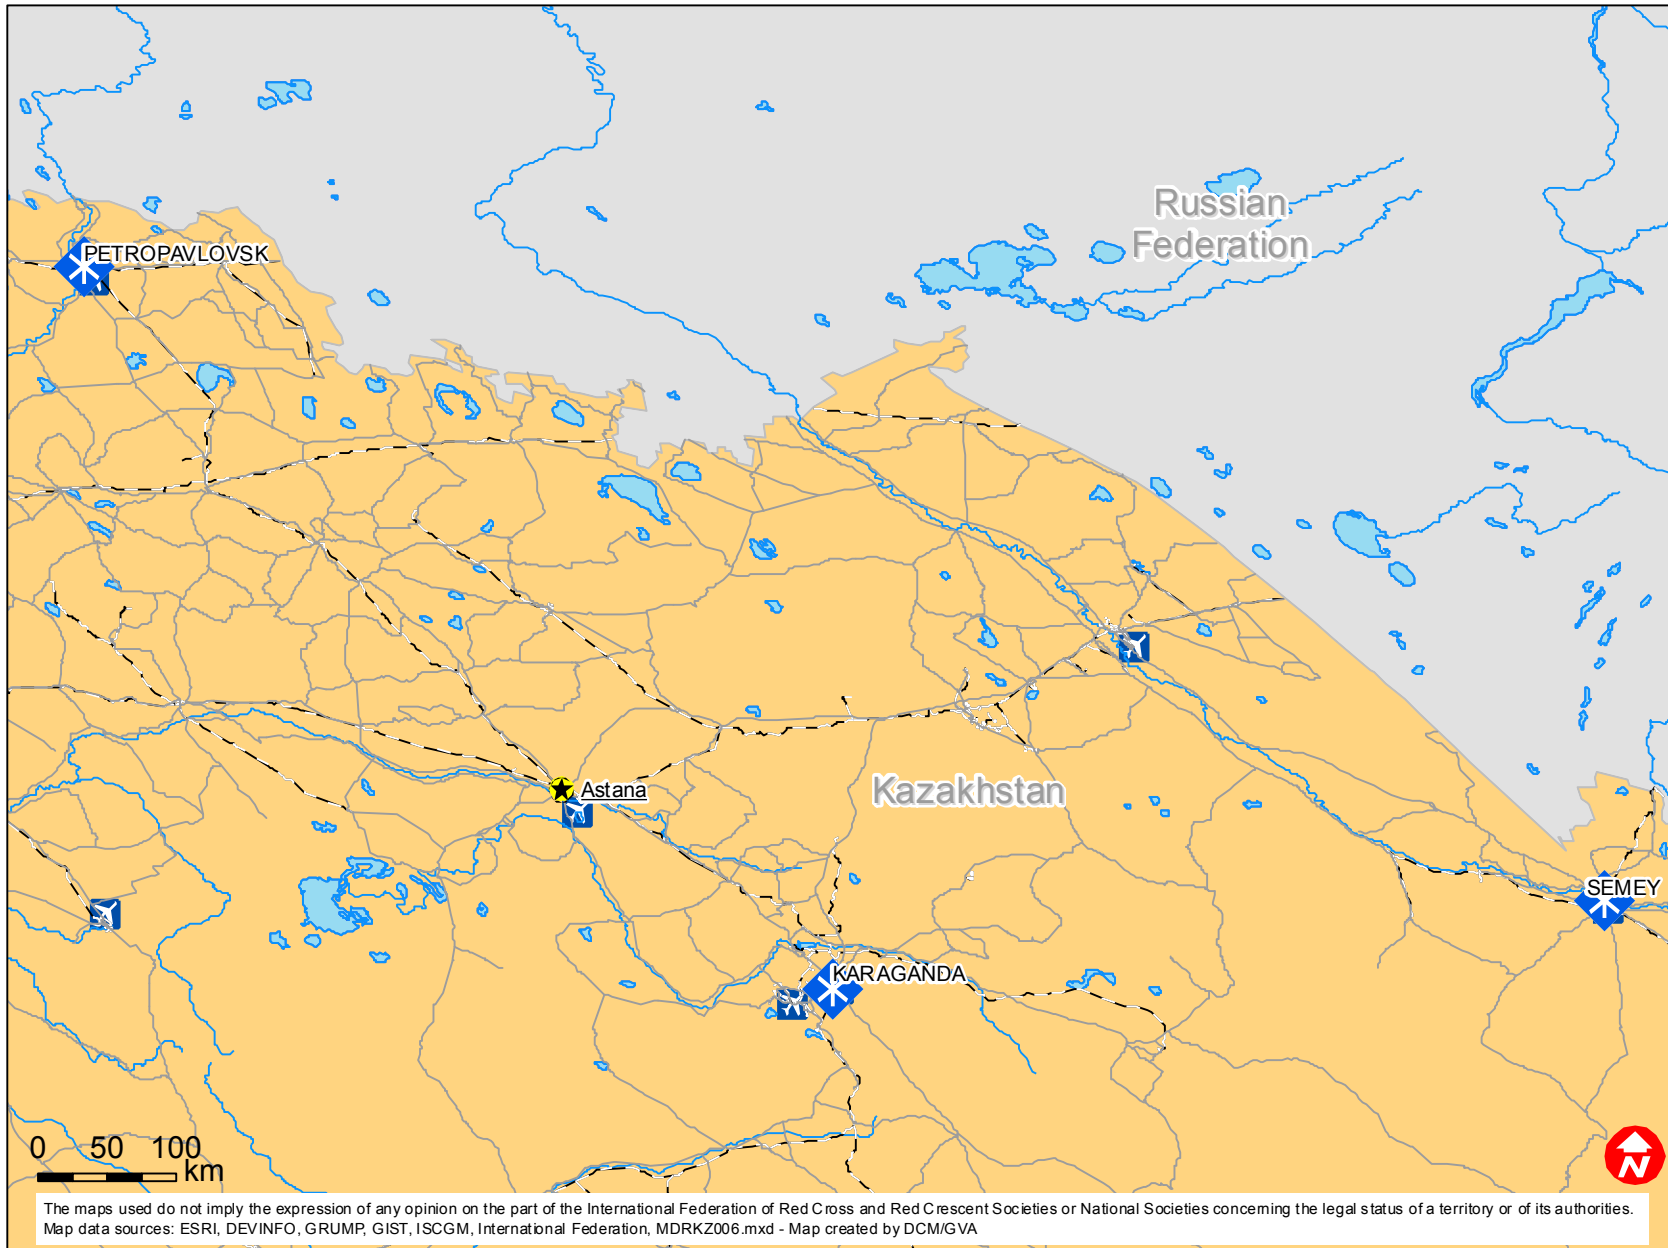 Russian
Federation
PETROPAVLOVSK
Astana
Kazakhstan
SEMEY
KARAGANDA
0 50 100
km
N
The maps used do not imply the expression of any opinion on the part of the International Federation of Red Cross and Red Crescent Societies or National Societies concerning the legal status of a territory or of its authorities.
Map data sources: ESRI, DEVINFO, GRUMP, GIST, ISCGM, International Federation, MDRKZ006.mxd - Map created by DCM/GVA